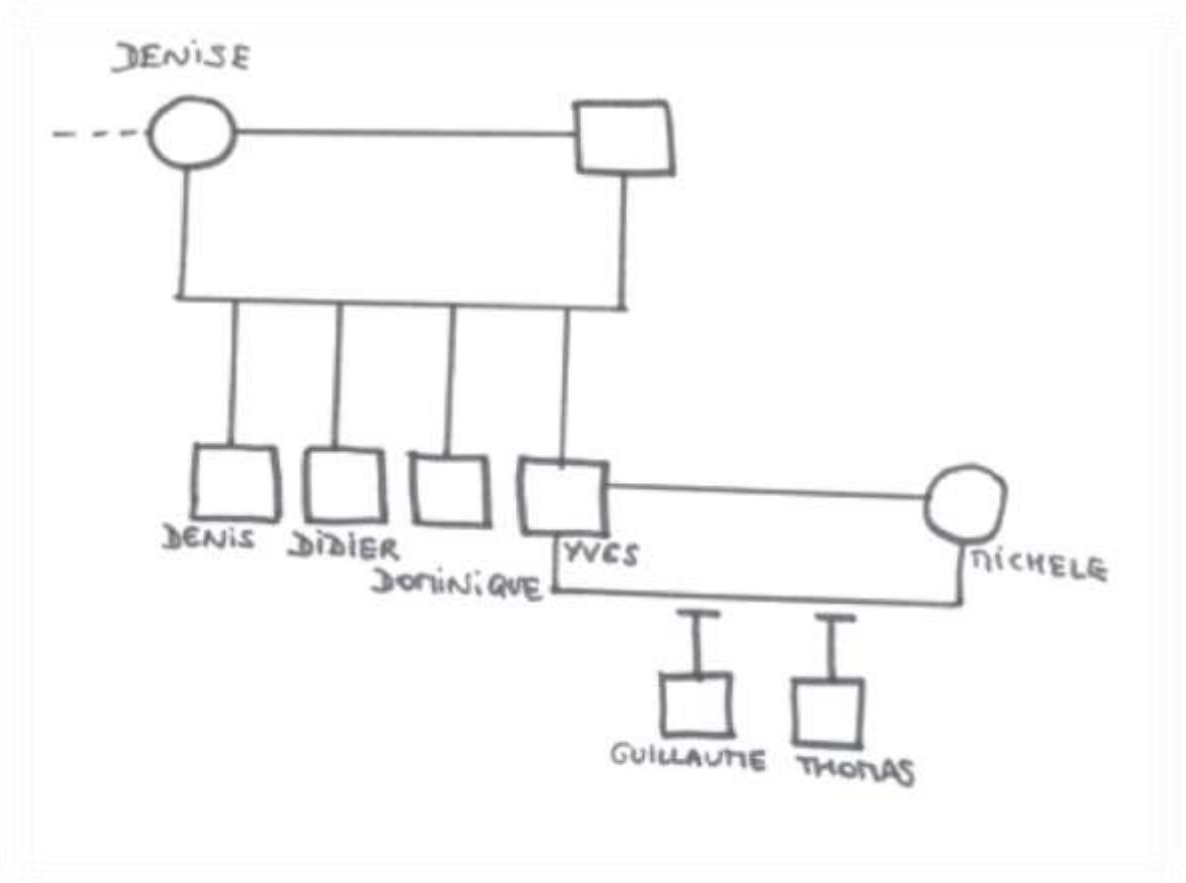 DENISE
DENIS
DIDIER
DOMINIQUE
YVES
MICHELE
GUILLAUME
THOMAS